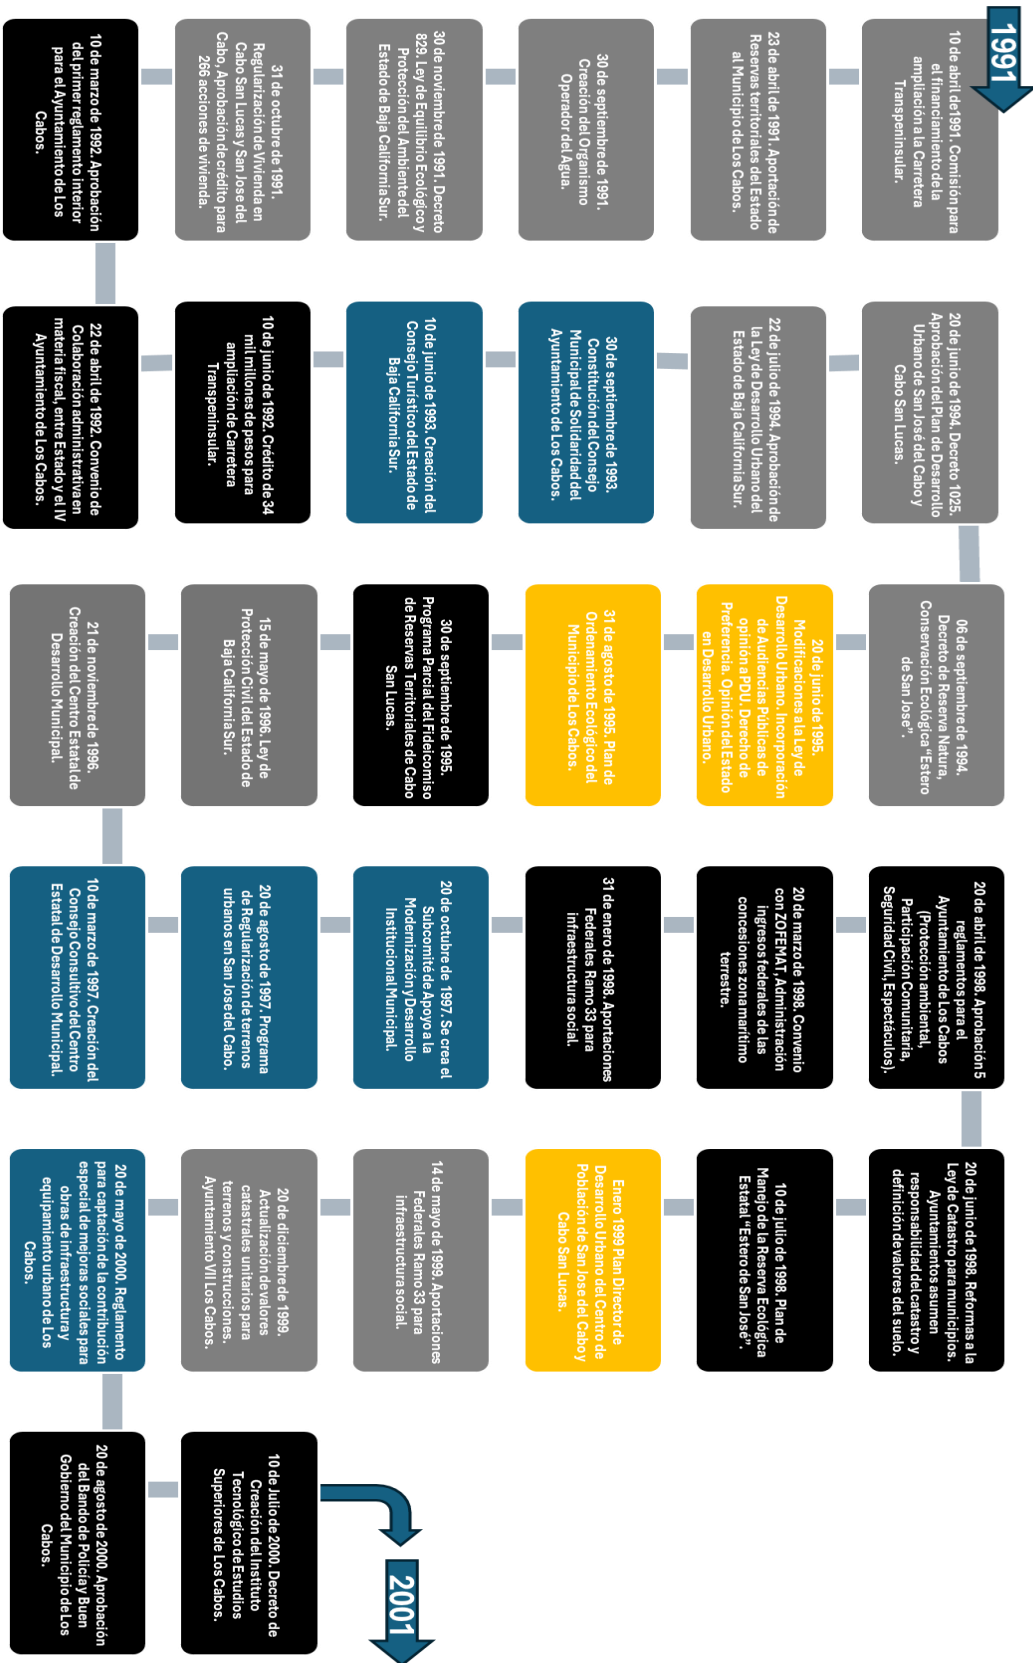 1991
10 de abril de1991. Comisión para
el financiamiento de la
ampliación a la Carretera
Transpeninsular.
23 de abril de 1991. Aportación de
Reservas territoriales del Estado
al Municipio de Los Cabos.
30 de septiembre de 1991.
Creación del Organismo
Operador del Agua.
30 de noviembre de 1991. Decreto
829. Ley de Equilibrio Ecológico y
Protección del Ambiente del
Estado de Baja California Sur.
31 de octubre de 1991.
Regularización de Vivienda en
Cabo San Lucas y San Jose del
Cabo, Aprobación de crédito para
266 acciones de vivienda.
10 de marzo de 1992. Aprobación
del primer reglamento interior
para el Ayuntamiento de Los
Cabos.
22 de abril de 1992. Convenio de
Colaboración administrativa en
material fiscal, entre Estado y el IV
Ayuntamiento de Los Cabos.
10 de junio de 1992. Crédito de 34
mil millones de pesos para
ampliación de Carretera
Transpeninsular.
10 de junio de 1993. Creación del
Consejo Turístico del Estado de
Baja California Sur.
30 de septiembre de 1993.
Constitución del Consejo
Municipal de Solidaridad del
Ayuntamiento de Los Cabos.
22 de julio de 1994. Aprobación de
la Ley de Desarrollo Urbano del
Estado de Baja California Sur.
20 de junio de 1994. Decreto 1025.
Aprobación del Plan de Desarrollo
Urbano de San José del Cabo y
Cabo San Lucas.
06 de septiembre de 1994.
Decreto de Reserva Natura,
Conservación Ecológica “Estero
de San Jose”.
20 de junio de 1995.
Modificaciones a la Ley de
Desarrollo Urbano. Incorporación
de Audiencias Públicas de
opinión a PDU. Derecho de
Preferencia. Opinión del Estado
en Desarrollo Urbano.
31 de agosto de 1995. Plan de
Ordenamiento Ecológico del
Municipio de Los Cabos.
30 de septiembre de 1995.
Programa Parcial del Fideicomiso
de Reservas Territoriales de Cabo
San Lucas.
15 de mayo de 1996. Ley de
Protección Civil del Estado de
Baja California Sur.
21 de noviembre de 1996.
Creación del Centro Estatal de
Desarrollo Municipal.
10 de marzo de 1997. Creación del
Consejo Consultivo del Centro
Estatal de Desarrollo Municipal.
20 de agosto de 1997. Programa
de Regularización de terrenos
urbanos en San Jose del Cabo.
20 de octubre de 1997. Se crea el
Subcomité de Apoyo a la
Modernización y Desarrollo
Institucional Municipal.
31 de enero de 1998. Aportaciones
Federales Ramo 33 para
infraestructura social.
20 de marzo de 1998. Convenio
con ZOFEMAT, Administración
ingresos federales de las
concesiones zona marítimo
terrestre.
20 de abril de 1998. Aprobación 5
reglamentos para el
Ayuntamiento de Los Cabos
(Protección ambiental,
Participación Comunitaria,
Seguridad Civil, Espectáculos).
20 de junio de 1998. Reformas a la
Ley de Catastro para municipios.
Ayuntamientos asumen
responsabilidad del catastro y
definición de valores del suelo.
10 de julio de 1998. Plan de
Manejo de la Reserva Ecológica
Estatal “Estero de San José”.
Enero 1999 Plan Director de
Desarrollo Urbano del Centro de
Población de San Jose del Cabo y
Cabo San Lucas.
14 de mayo de 1999. Aportaciones
Federales Ramo 33 para
infraestructura social.
20 de diciembre de 1999.
Actualización de valores
catastrales unitarios para
terrenos y construcciones.
Ayuntamiento VII Los Cabos.
20 de mayo de 2000. Reglamento
para captación de la contribución
especial de mejoras sociales para
obras de infraestructura y
equipamiento urbano de Los
Cabos.
20 de agosto de 2000. Aprobación
del Bando de Policía y Buen
Gobierno del Municipio de Los
Cabos.
10 de Julio de 2000. Decreto de
Creación del Instituto
Tecnológico de Estudios
Superiores de Los Cabos.
2001